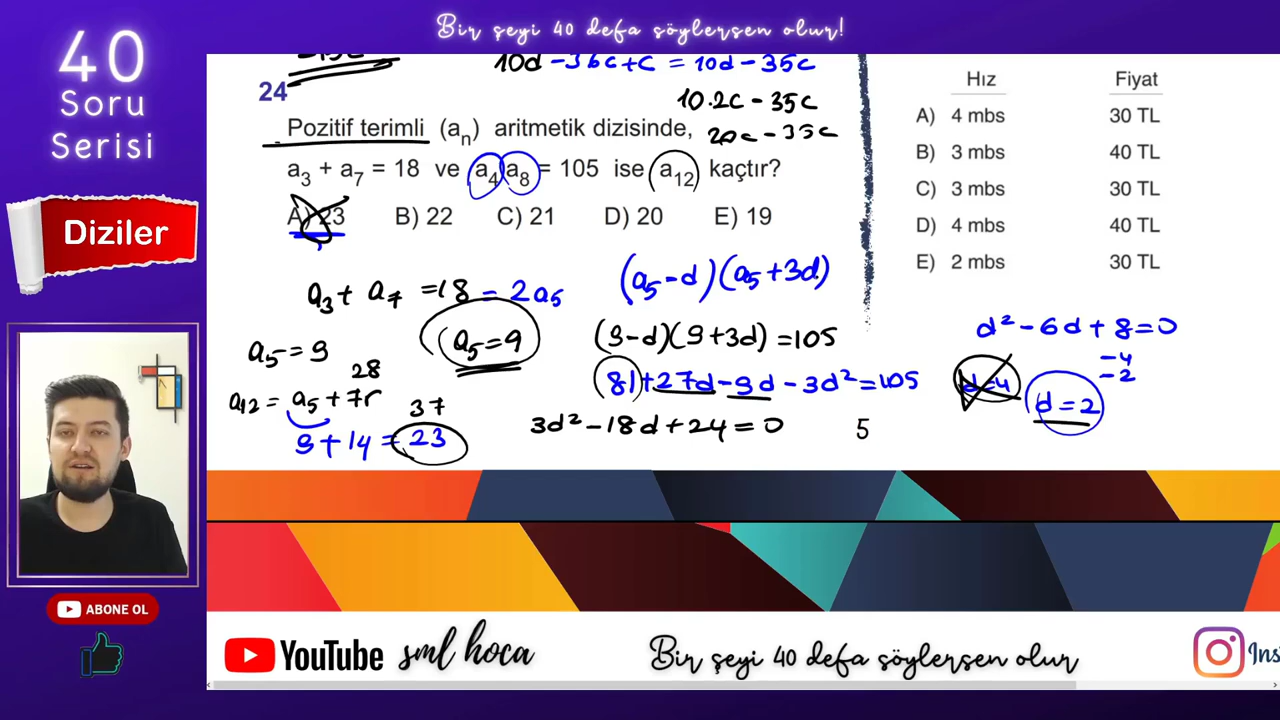 Bir şeyi 40 defa söylersen olur!
40
Soru
Serisi
Diziler
ABONE OL
10d - 36c + c = 10d - 35c
10.2c - 35c
20c - 35c
24
Pozitif terimli (an) aritmetik dizisinde,
a3 + a7 = 18 ve a4 a8 = 105 ise a12 kaçtır?
A) 23 B) 22 C) 21 D) 20 E) 19
a3 + a7 = 18 = 2a5
a5 = 9
a5 = 9
28
a12 = a5 + 7r
37
9 + 14 = 23
(a5 - d)(a5 + 3d)
(9 - d)(9 + 3d) = 105
81 + 27d - 9d - 3d² = 105
3d² - 18d + 24 = 0
5
Hız Fiyat
A) 4 mbs 30 TL
B) 3 mbs 40 TL
C) 3 mbs 30 TL
D) 4 mbs 40 TL
E) 2 mbs 30 TL
d² - 6d + 8 = 0
-4
-2
d=4
d = 2
YouTube sml hoca
Bir şeyi 40 defa söylersen olur
Ins